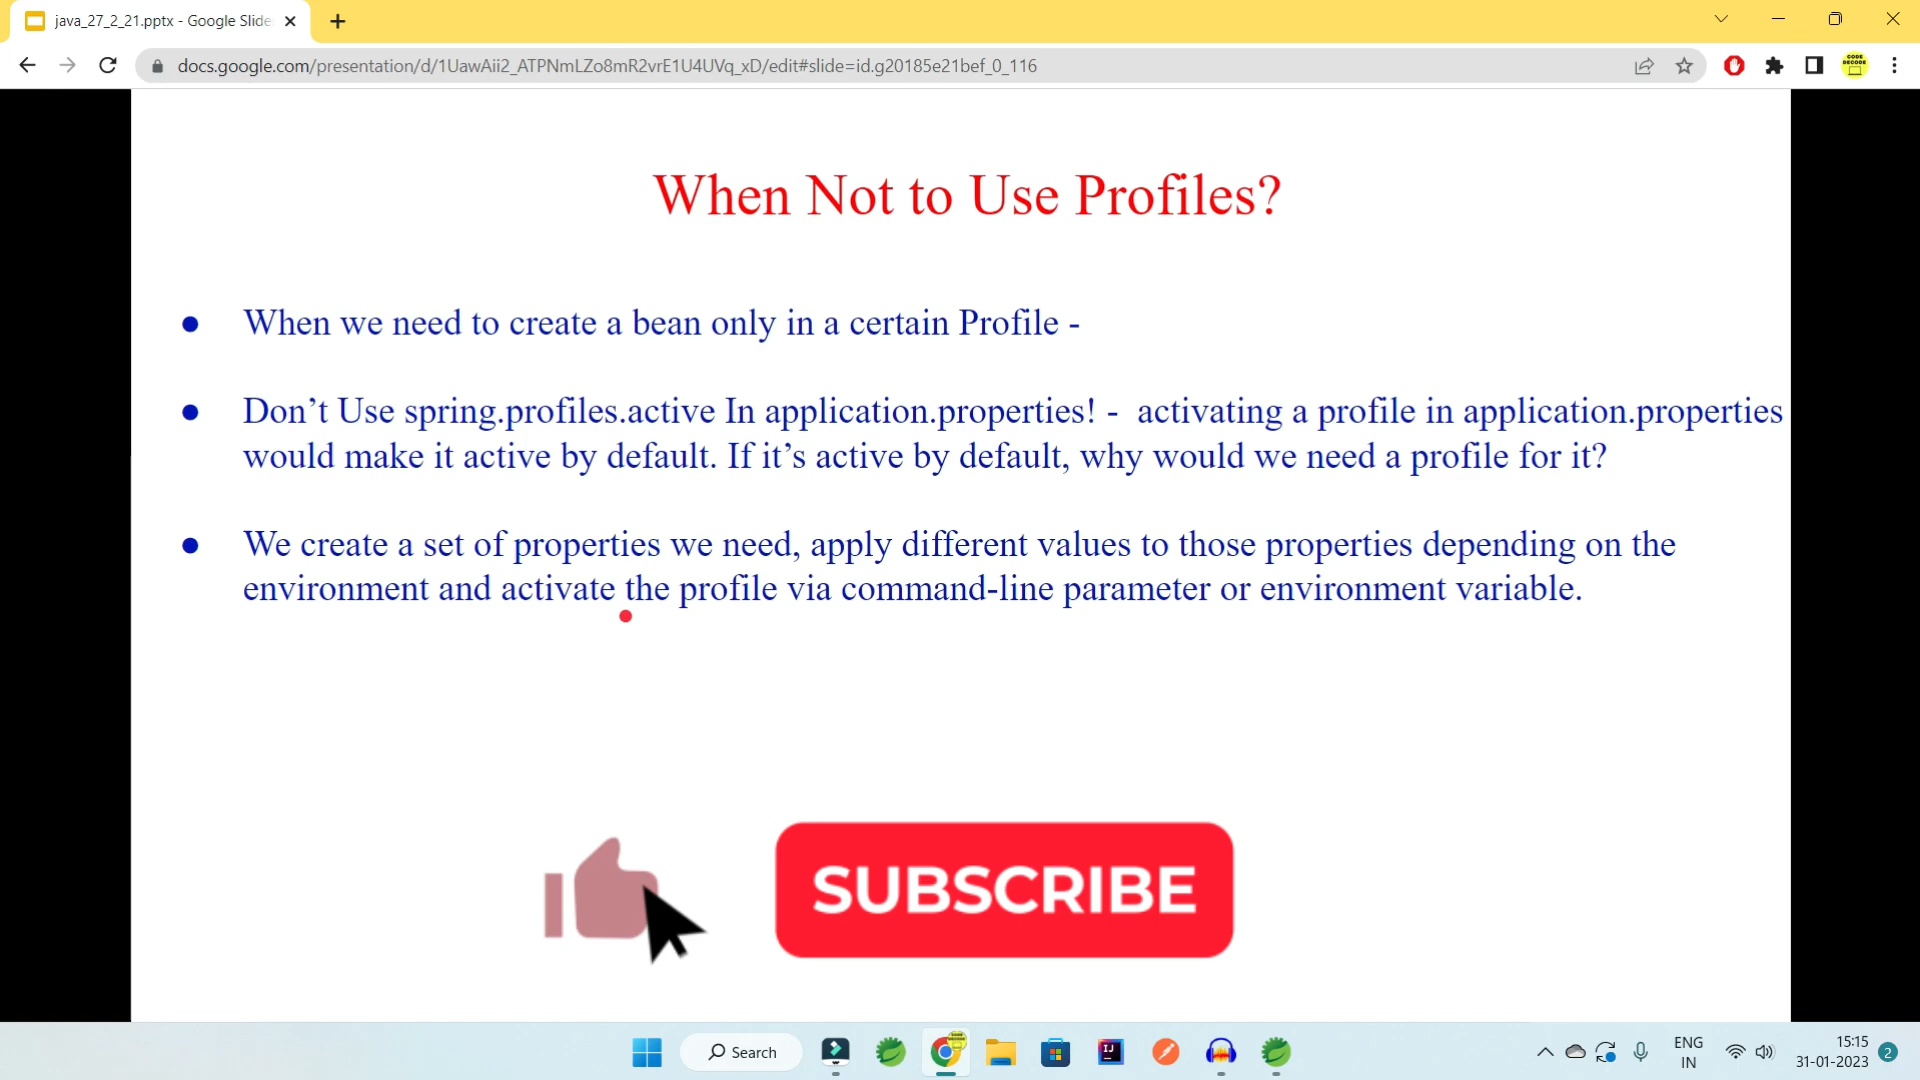 java_27_2_21.pptx - Google Slide
docs.google.com/presentation/d/1UawAii2_ATPNmLZo8mR2vrE1U4UVq_xD/edit#slide=id.g20185e21bef_0_116
CODE
DECODE
When Not to Use Profiles?
● When we need to create a bean only in a certain Profile -
● Don’t Use spring.profiles.active In application.properties! - activating a profile in application.properties
would make it active by default. If it’s active by default, why would we need a profile for it?
● We create a set of properties we need, apply different values to those properties depending on the
environment and activate the profile via command-line parameter or environment variable.
SUBSCRIBE
Search
IJ
ENG
IN
15:15
31-01-2023
2